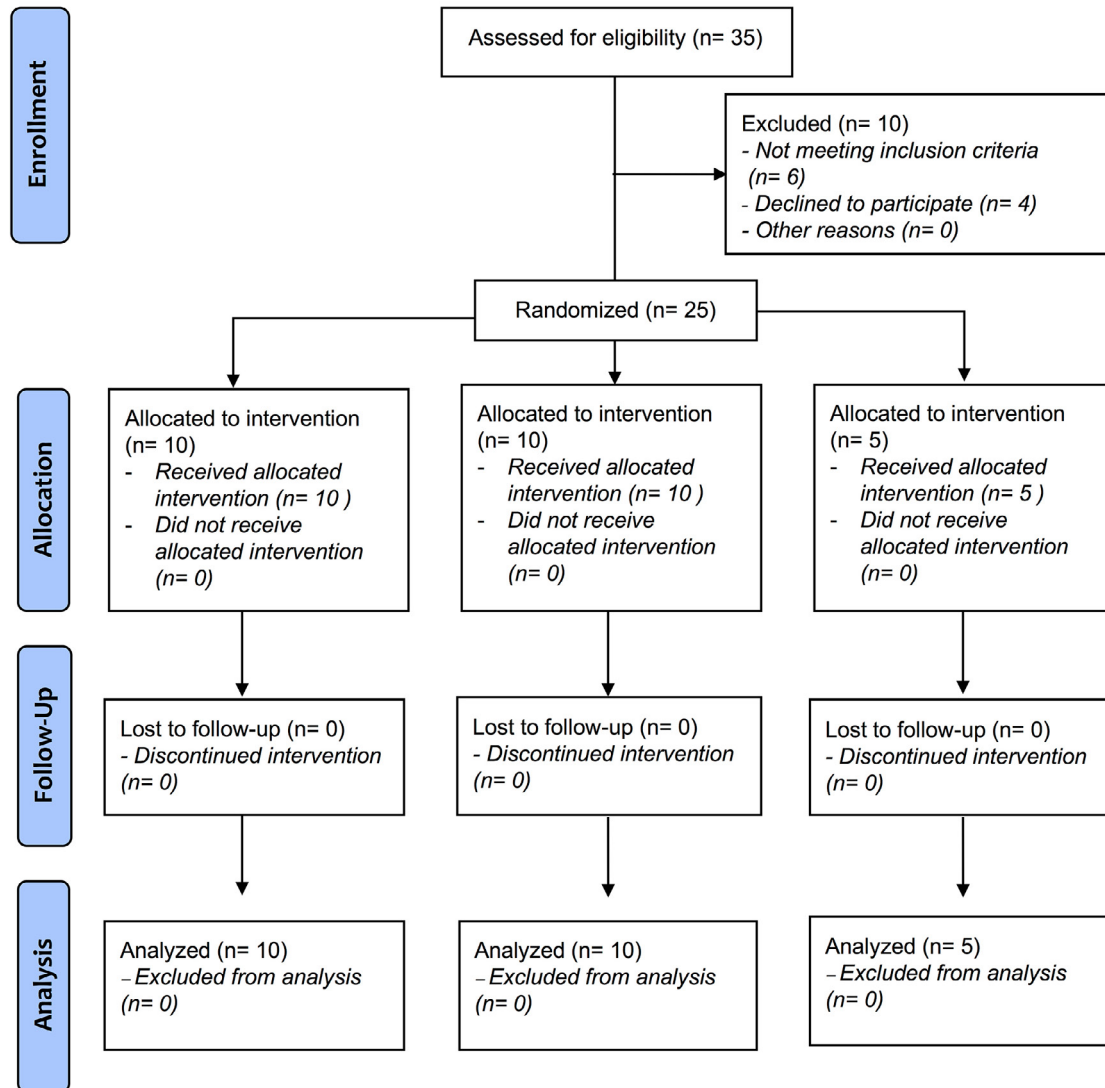 Enrollment
Assessed for eligibility (n= 35)
Excluded (n= 10)
- Not meeting inclusion criteria
(n= 6)
- Declined to participate (n= 4)
- Other reasons (n= 0)
Randomized (n= 25)
Allocation
Allocated to intervention
(n= 10)
- Received allocated
intervention (n= 10 )
- Did not receive
allocated intervention
(n= 0)
Allocated to intervention
(n= 10)
- Received allocated
intervention (n= 10 )
- Did not receive
allocated intervention
(n= 0)
Allocated to intervention
(n= 5)
- Received allocated
intervention (n= 5 )
- Did not receive
allocated intervention
(n= 0)
Follow-Up
Lost to follow-up (n= 0)
- Discontinued intervention
(n= 0)
Lost to follow-up (n= 0)
- Discontinued intervention
(n= 0)
Lost to follow-up (n= 0)
- Discontinued intervention
(n= 0)
Analysis
Analyzed (n= 10)
– Excluded from analysis
(n= 0)
Analyzed (n= 10)
– Excluded from analysis
(n= 0)
Analyzed (n= 5)
– Excluded from analysis
(n= 0)